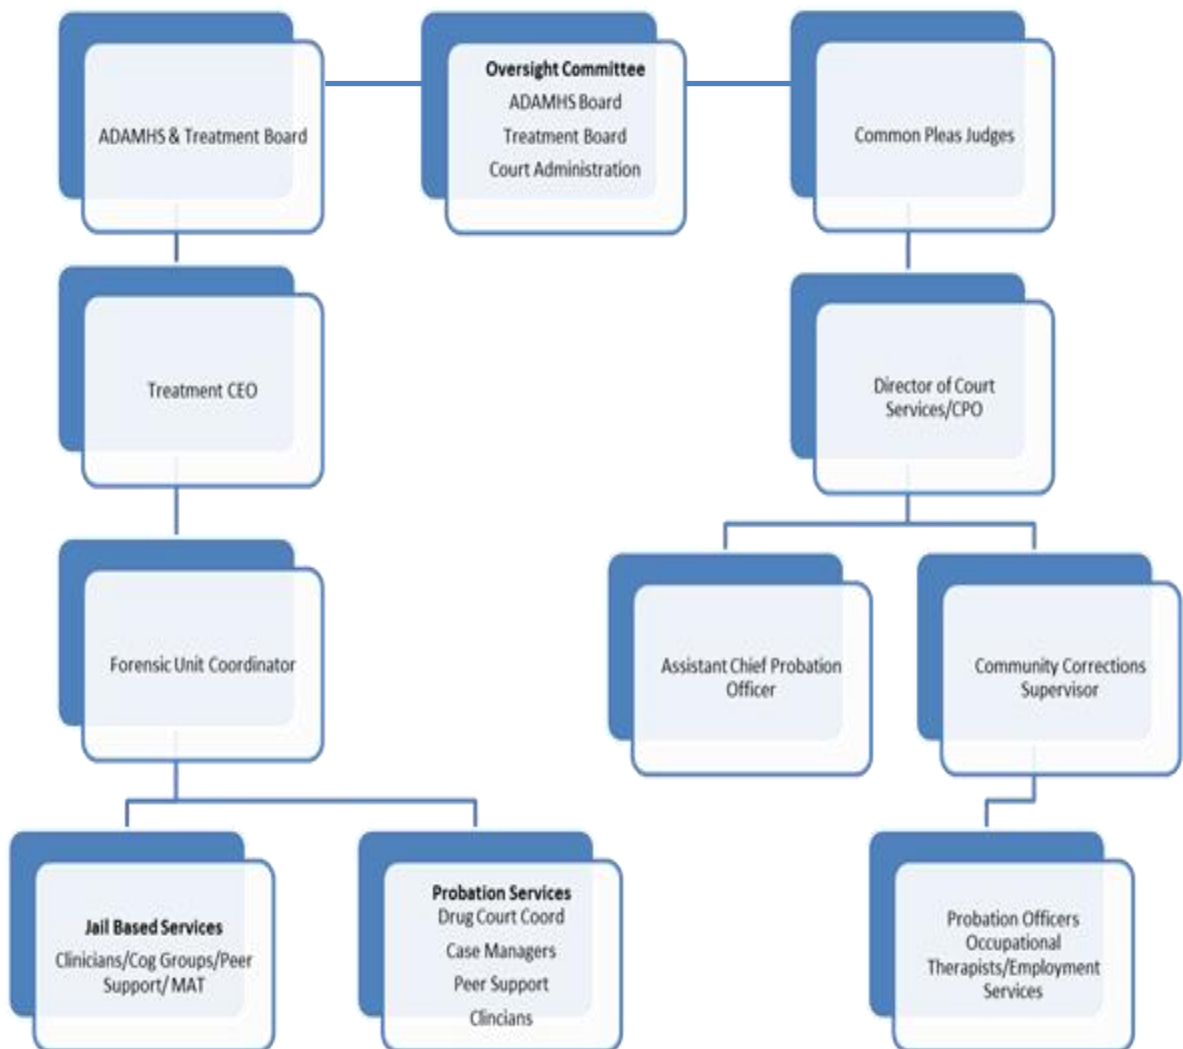 ADAMHS & Treatment Board
Oversight Committee
ADAMHS Board
Treatment Board
Court Administration
Common Pleas Judges
Treatment CEO
Director of Court
Services/CPO
Forensic Unit Coordinator
Assistant Chief Probation
Officer
Community Corrections
Supervisor
Jail Based Services
Clinicians/Cog Groups/Peer
Support/ MAT
Probation Services
Drug Court Coord
Case Managers
Peer Support
Clincians
Probation Officers
Occupational
Therapists/Employment
Services